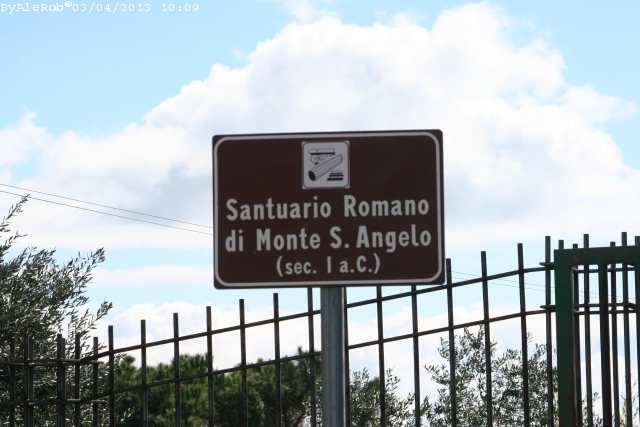 ByAleRob©03/04/2013 10:09
Santuario Romano
di Monte S. Angelo
(sec. I a.C.)